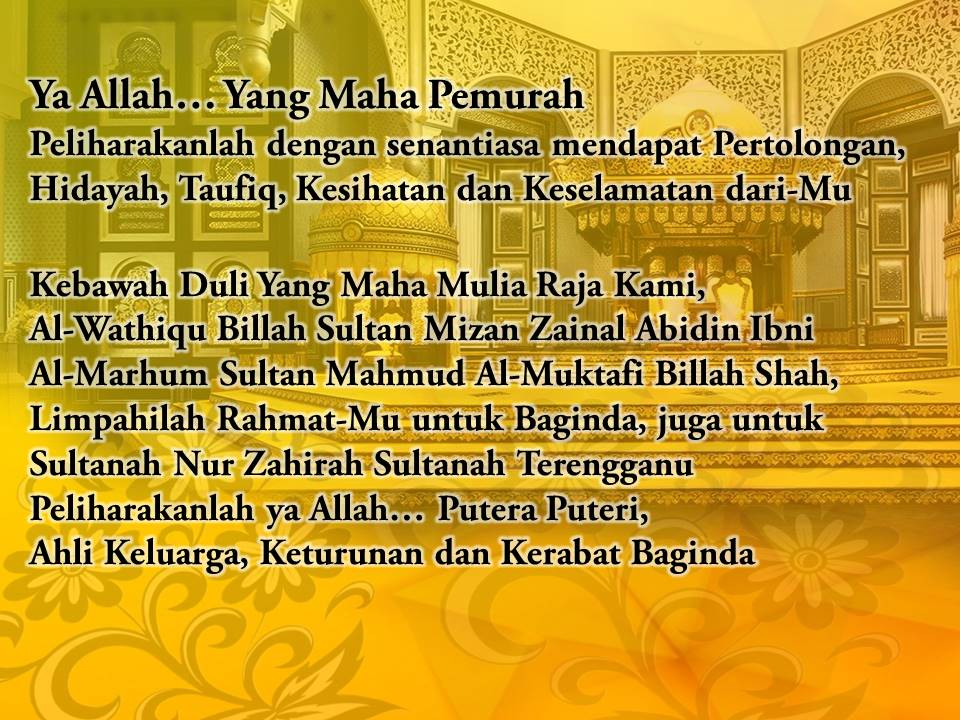 Ya Allah... Yang Maha Pemurah
Peliharakanlah dengan senantiasa mendapat Pertolongan,
Hidayah, Taufiq, Kesihatan dan Keselamatan dari-Mu
Kebawah Duli Yang Maha Mulia Raja Kami,
Al-Wathiqu Billah Sultan Mizan Zainal Abidin Ibni
Al-Marhum Sultan Mahmud Al-Muktafi Billah Shah,
Limpahilah Rahmat-Mu untuk Baginda, juga untuk
Sultanah Nur Zahirah Sultanah Terengganu
Peliharakanlah ya Allah... Putera Puteri,
Ahli Keluarga, Keturunan dan Kerabat Baginda